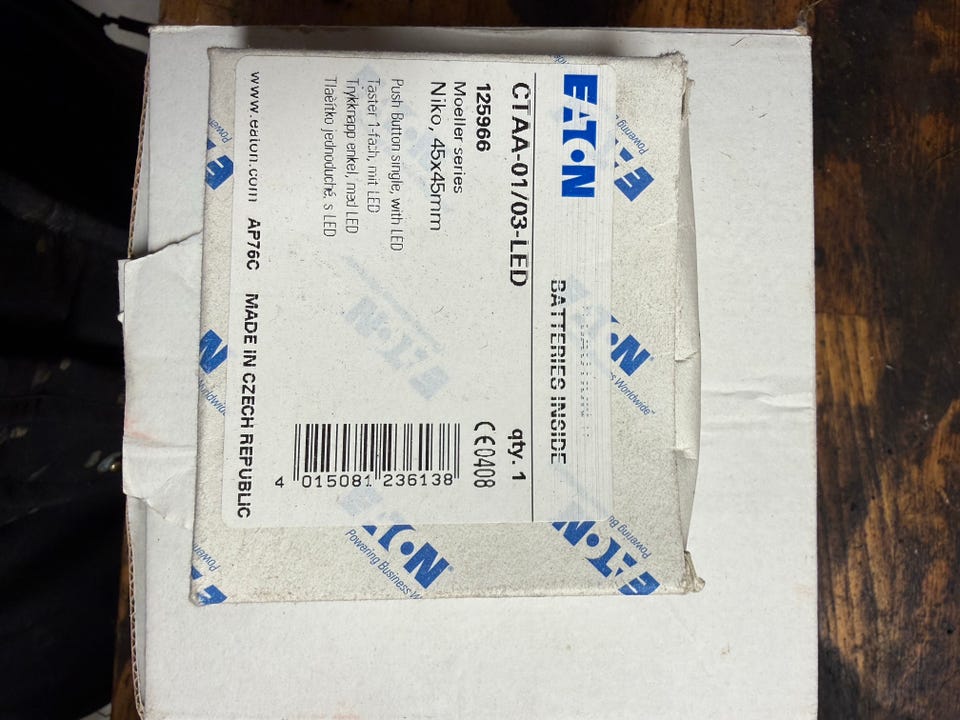 EATON
BATTERIES INSIDE
CTAA-01/03-LED qty. 1
125966 CE0408
Moeller series
Niko, 45x45mm
Push Button single, with LED
Taster 1-fach, mit LED
Trykknapp enkel, med LED
Tlačítko jednoduché, s LED
4 015081 236138
www.eaton.com AP76C MADE IN CZECH REPUBLIC
EATON
Powering Business Worldwide